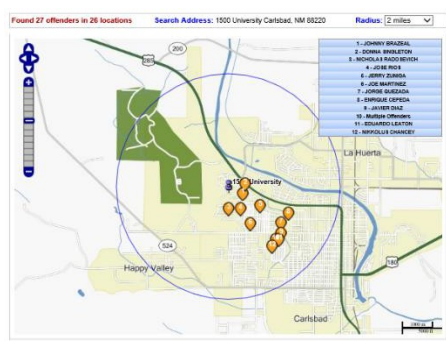 Found 27 offenders in 26 locations Search Address: 1500 University Carlsbad, NM 88220 Radius: 2 miles
1 - JOHNNY BRAZEAL
2 - DONNA SINGLETON
3 - NICHOLAS RADOSEVICH
4 - JOSE RIOS
5 - JERRY ZUNIGA
6 - JOE MARTINEZ
7 - JORGE QUEZADA
8 - ENRIQUE CEPEDA
9 - JAVIER DIAZ
10 - Multiple Offenders
11 - EDUARDO LEATON
12 - NIKKOLUS CHANCEY
200
285
La Huerta
University
524
Happy Valley
180
Carlsbad